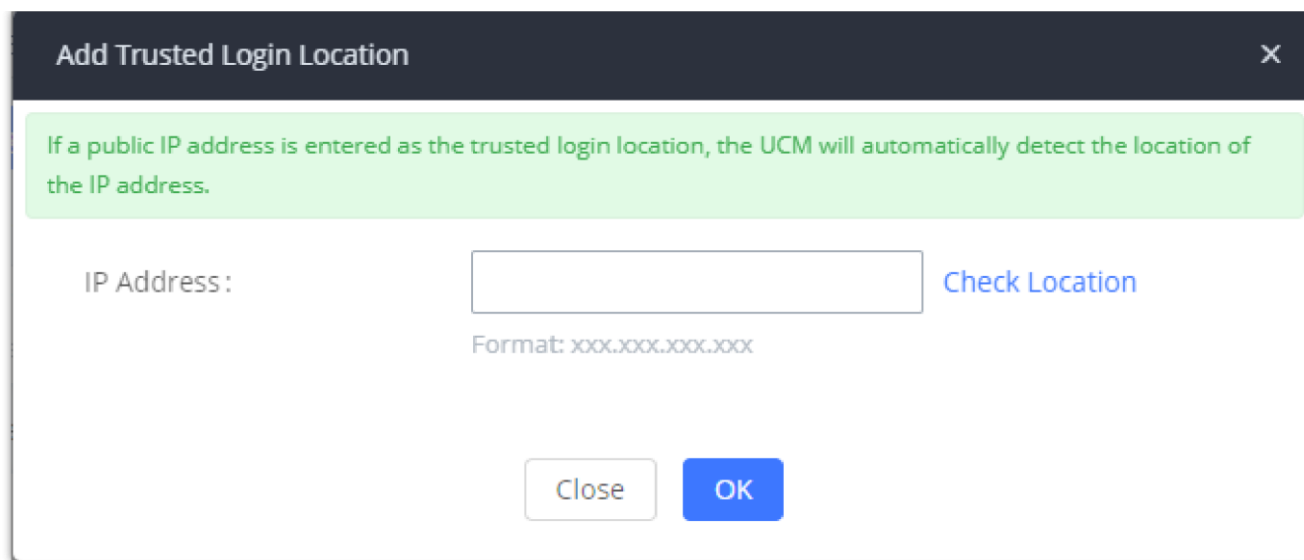 Add Trusted Login Location
If a public IP address is entered as the trusted login location, the UCM will automatically detect the location of
the IP address.
IP Address :
Check Location
Format: xxx.xxx.xxx.xxx
Close
OK